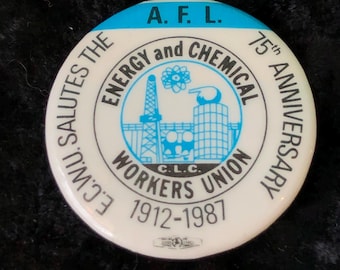 A. F. L.
E.C.W.U. SALUTES THE 75th ANNIVERSARY
ENERGY and CHEMICAL
WORKERS UNION
C.L.C.
1912-1987